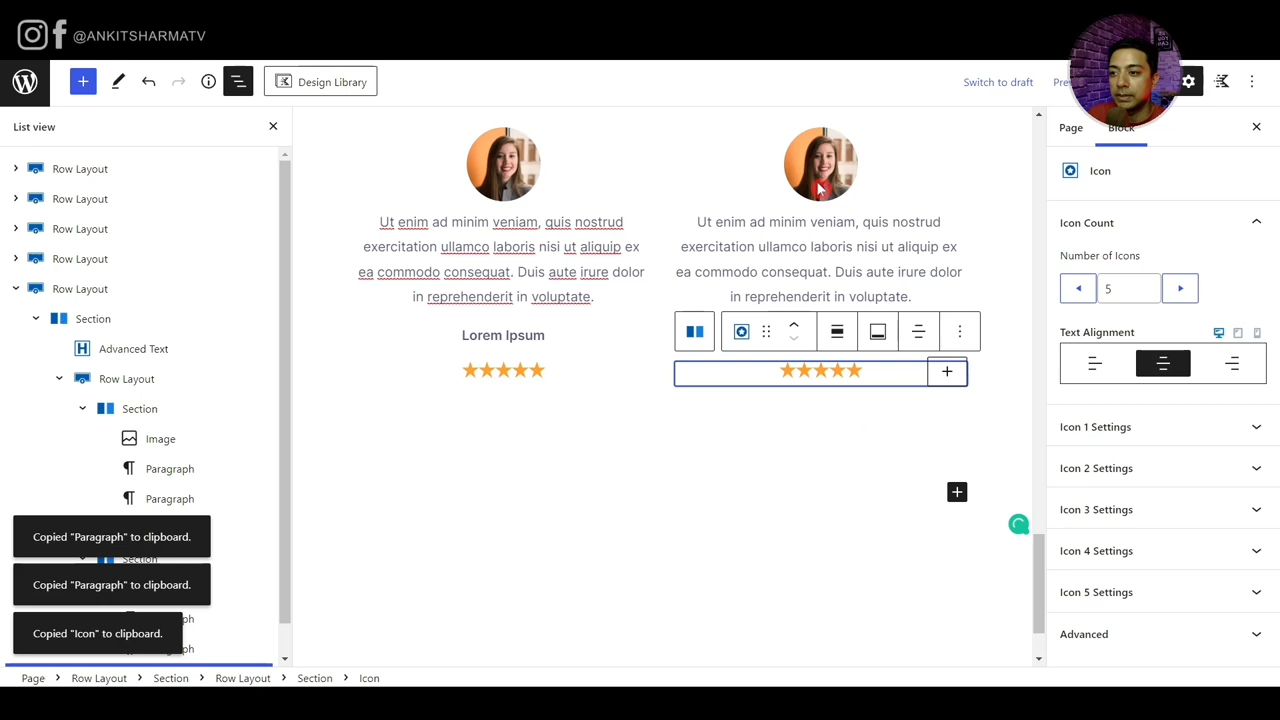 @ANKITSHARMATV
Design Library
Switch to draft
Pre
List view
Page
Block
Row Layout
Row Layout
Row Layout
Row Layout
Row Layout
Section
Advanced Text
Row Layout
Section
Image
Paragraph
Paragraph
Section
Copied "Paragraph" to clipboard.
Copied "Paragraph" to clipboard.
Copied "Icon" to clipboard.
Ut enim ad minim veniam, quis nostrud
exercitation ullamco laboris nisi ut aliquip ex
ea commodo consequat. Duis aute irure dolor
in reprehenderit in voluptate.
Lorem Ipsum
Ut enim ad minim veniam, quis nostrud
exercitation ullamco laboris nisi ut aliquip ex
ea commodo consequat. Duis aute irure dolor
in reprehenderit in voluptate.
Icon
Icon Count
Number of Icons
5
Text Alignment
Icon 1 Settings
Icon 2 Settings
Icon 3 Settings
Icon 4 Settings
Icon 5 Settings
Advanced
Page > Row Layout > Section > Row Layout > Section > Icon